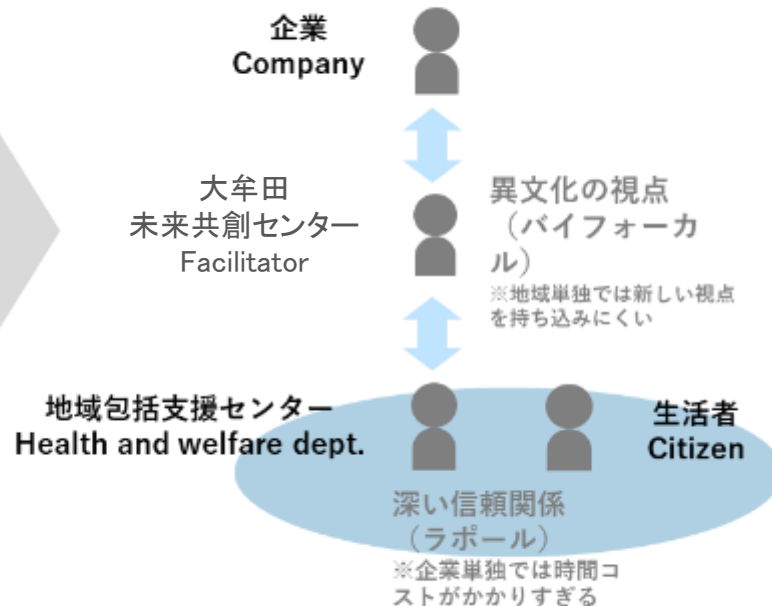 企業
Company
大牟田
未来共創センター
Facilitator
異文化の視点
（バイフォーカ
ル）
※地域単独では新しい視点
を持ち込みにくい
地域包括支援センター
Health and welfare dept.
生活者
Citizen
深い信頼関係
（ラポール）
※企業単独では時間コ
ストがかかりすぎる